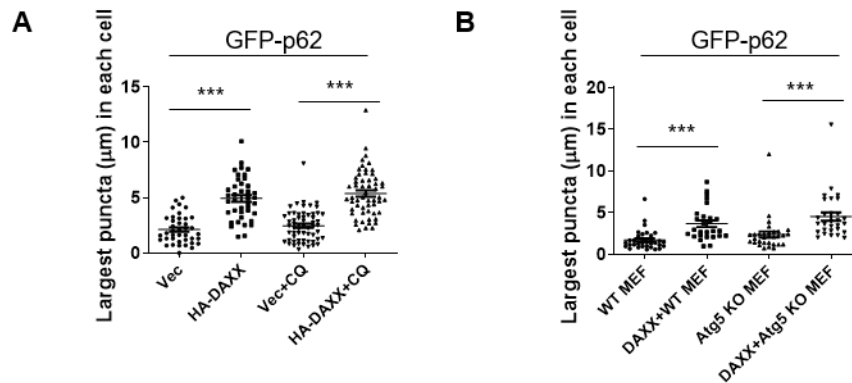 A
GFP-p62
Largest puncta (μm) in each cell
15
10
5
0
***
***
Vec
HA-DAXX
Vec+CQ
HA-DAXX+CQ
B
GFP-p62
Largest puncta (μm) in each cell
20
15
10
5
0
***
***
WT MEF
DAXX+WT MEF
Atg5 KO MEF
DAXX+Atg5 KO MEF